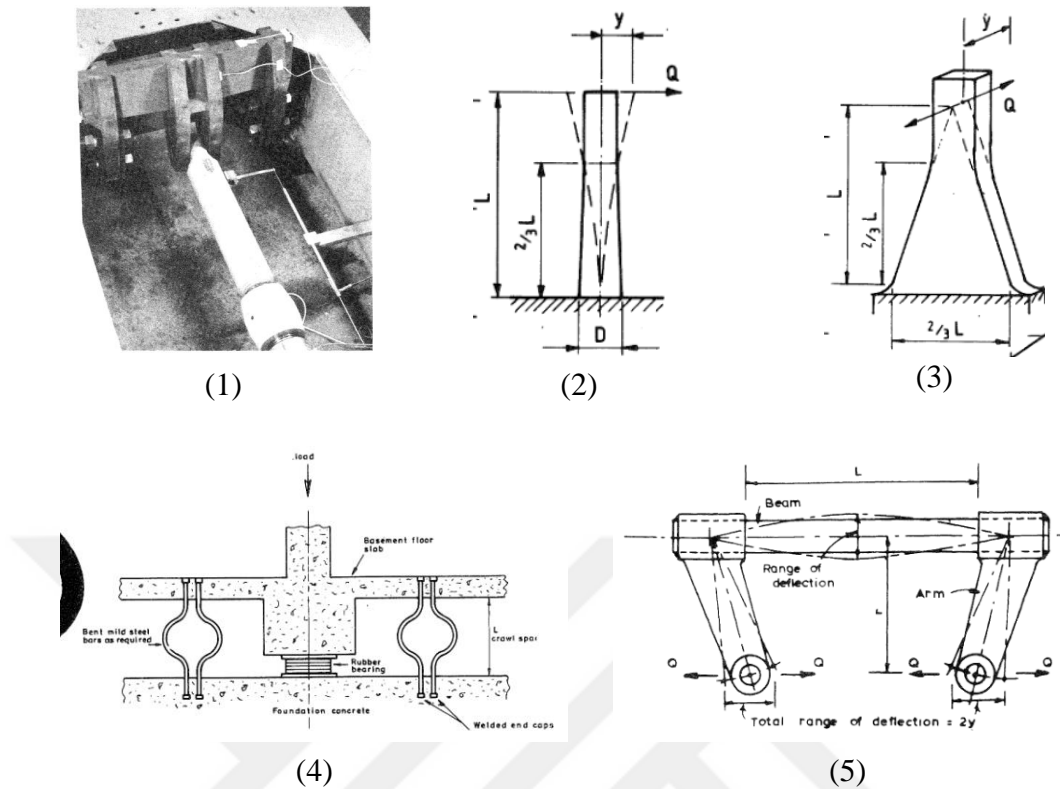 (1)
y
Q
L
2/3 L
D
(2)
y
Q
L
2/3 L
2/3 L
(3)
load
Basement floor
slab
Bent mild steel
bars as required
L
Rubber
bearing
Foundation concrete
Welded end caps
(4)
L
Beam
Range of
deflection
Arm
Q
Q
Q
Q
Total range of deflection = 2y
(5)